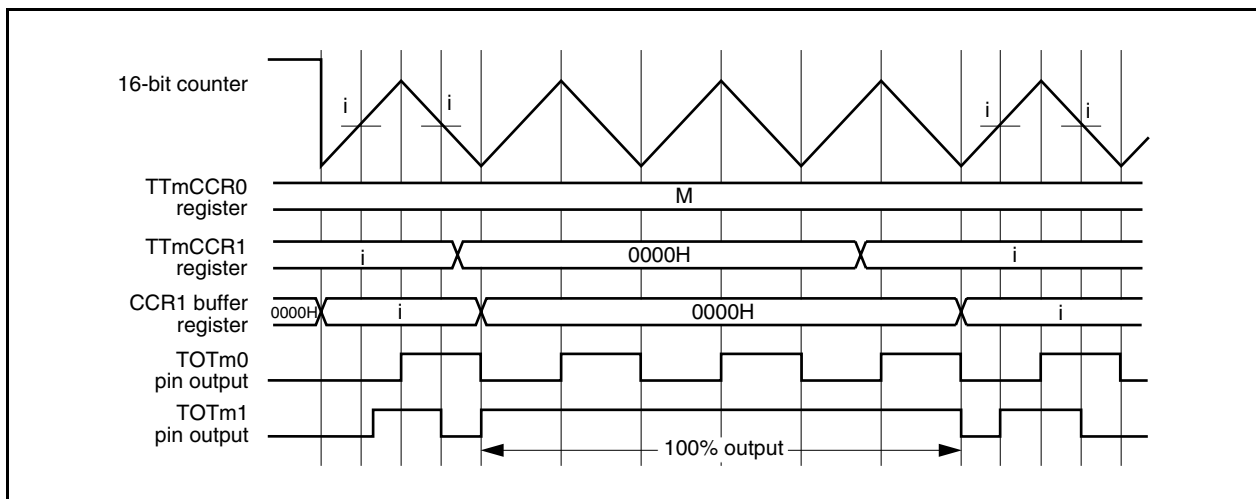 16-bit counter
i
i
i
i
TTmCCR0
register
M
TTmCCR1
register
i
0000H
i
CCR1 buffer
register
0000H
i
0000H
i
TOTm0
pin output
TOTm1
pin output
100% output